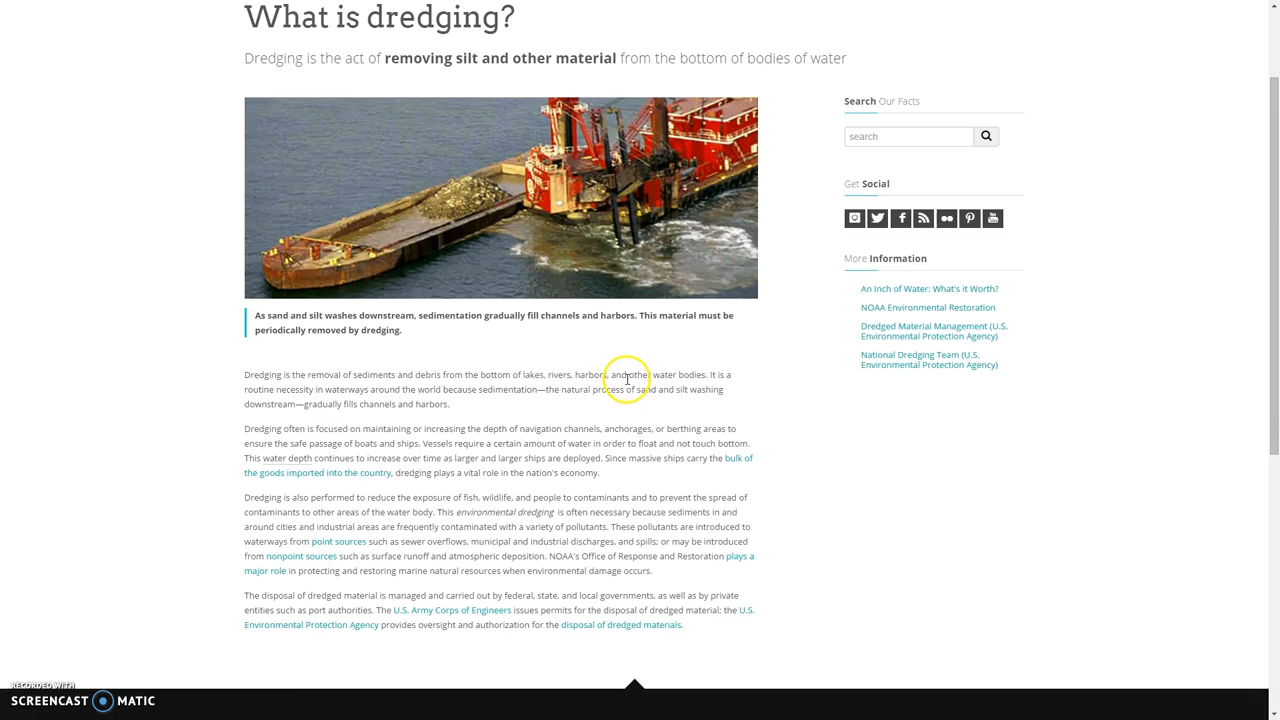 What is dredging?
Dredging is the act of removing silt and other material from the bottom of bodies of water
As sand and silt washes downstream, sedimentation gradually fill channels and harbors. This material must be
periodically removed by dredging.
Dredging is the removal of sediments and debris from the bottom of lakes, rivers, harbors, and other water bodies. It is a
routine necessity in waterways around the world because sedimentation—the natural process of sand and silt washing
downstream—gradually fills channels and harbors.
Dredging often is focused on maintaining or increasing the depth of navigation channels, anchorages, or berthing areas to
ensure the safe passage of boats and ships. Vessels require a certain amount of water in order to float and not touch bottom.
This water depth continues to increase over time as larger and larger ships are deployed. Since massive ships carry the bulk of
the goods imported into the country, dredging plays a vital role in the nation's economy.
Dredging is also performed to reduce the exposure of fish, wildlife, and people to contaminants and to prevent the spread of
contaminants to other areas of the water body. This environmental dredging is often necessary because sediments in and
around cities and industrial areas are frequently contaminated with a variety of pollutants. These pollutants are introduced to
waterways from point sources such as sewer overflows, municipal and industrial discharges, and spills; or may be introduced
from nonpoint sources such as surface runoff and atmospheric deposition. NOAA's Office of Response and Restoration plays a
major role in protecting and restoring marine natural resources when environmental damage occurs.
The disposal of dredged material is managed and carried out by federal, state, and local governments, as well as by private
entities such as port authorities. The U.S. Army Corps of Engineers issues permits for the disposal of dredged material; the U.S.
Environmental Protection Agency provides oversight and authorization for the disposal of dredged materials.
Search Our Facts
search
Get Social
More Information
An Inch of Water: What's it Worth?
NOAA Environmental Restoration
Dredged Material Management (U.S.
Environmental Protection Agency)
National Dredging Team (U.S.
Environmental Protection Agency)
RECORDED WITH
SCREENCAST MATIC